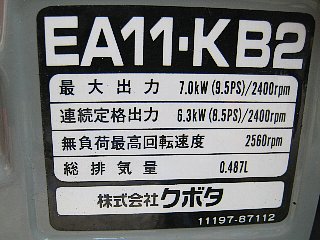 EA11·KB2
最大出力 7.0kW(9.5PS)/2400rpm
連続定格出力 6.3kW(8.5PS)/2400rpm
無負荷最高回転速度 2560rpm
総排気量 0.487L
株式会社クボタ
11197-87112